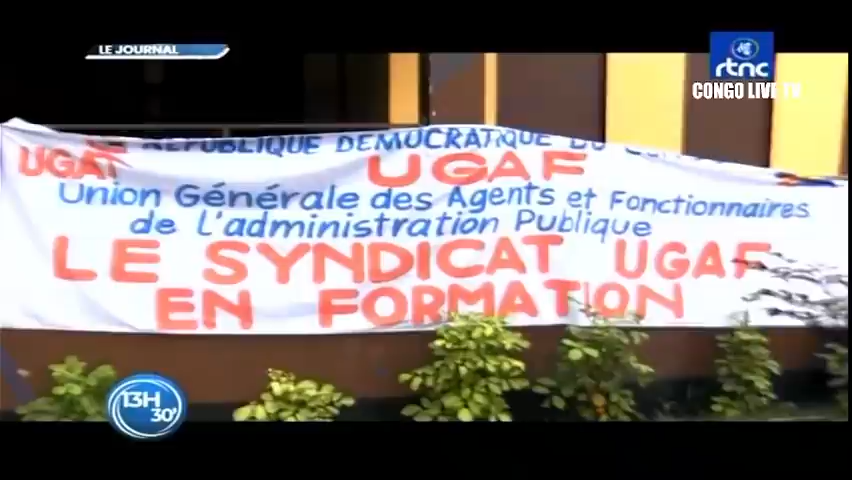 LE JOURNAL
rtnc
CONGO LIVE TV
RÉPUBLIQUE DÉMOCRATIQUE DU
UGAF UGAF
Union Générale des Agents et Fonctionnaires
de L'administration Publique
LE SYNDICAT UGAF
EN FORMATION
13H
30'